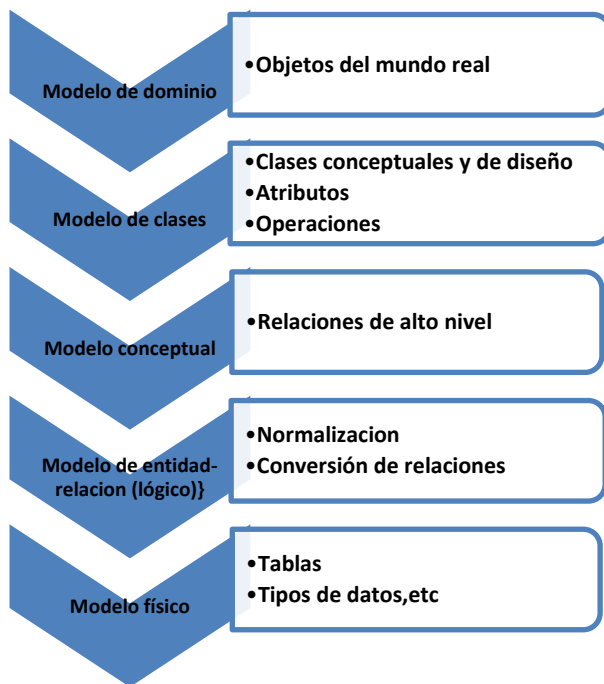 Modelo de dominio
•Objetos del mundo real
Modelo de clases
•Clases conceptuales y de diseño
•Atributos
•Operaciones
Modelo conceptual
•Relaciones de alto nivel
Modelo de entidad-
relacion (lógico)}
•Normalizacion
•Conversión de relaciones
Modelo físico
•Tablas
•Tipos de datos,etc